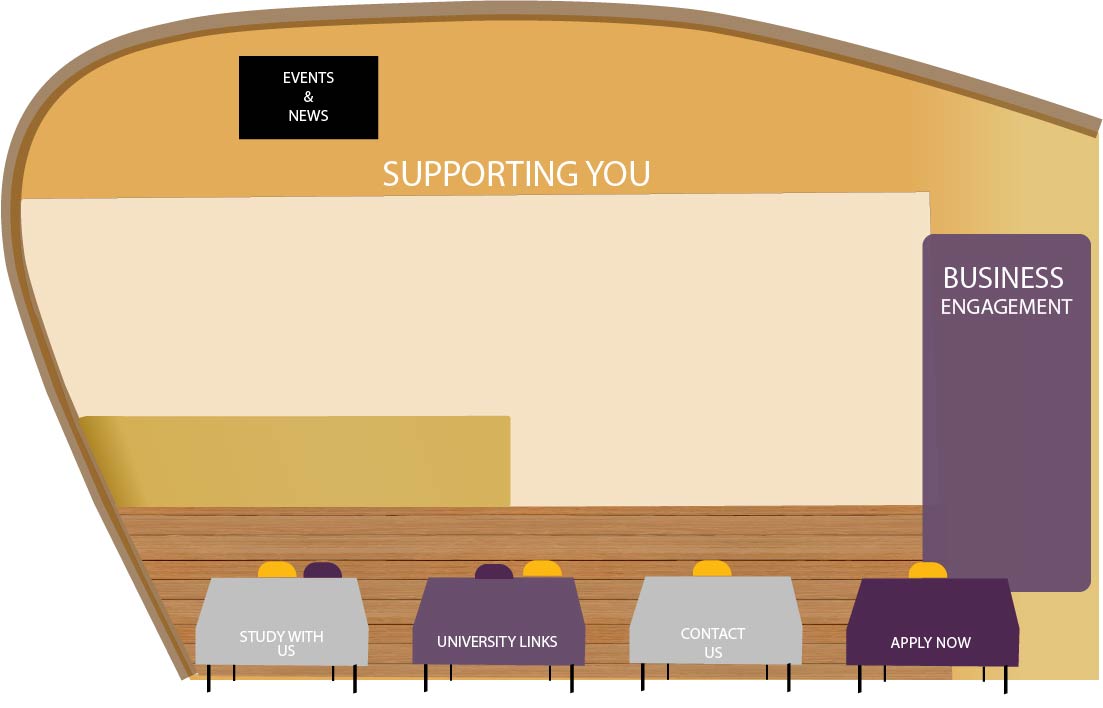 EVENTS
&
NEWS
SUPPORTING YOU
BUSINESS
ENGAGEMENT
STUDY WITH
US
UNIVERSITY LINKS
CONTACT
US
APPLY NOW